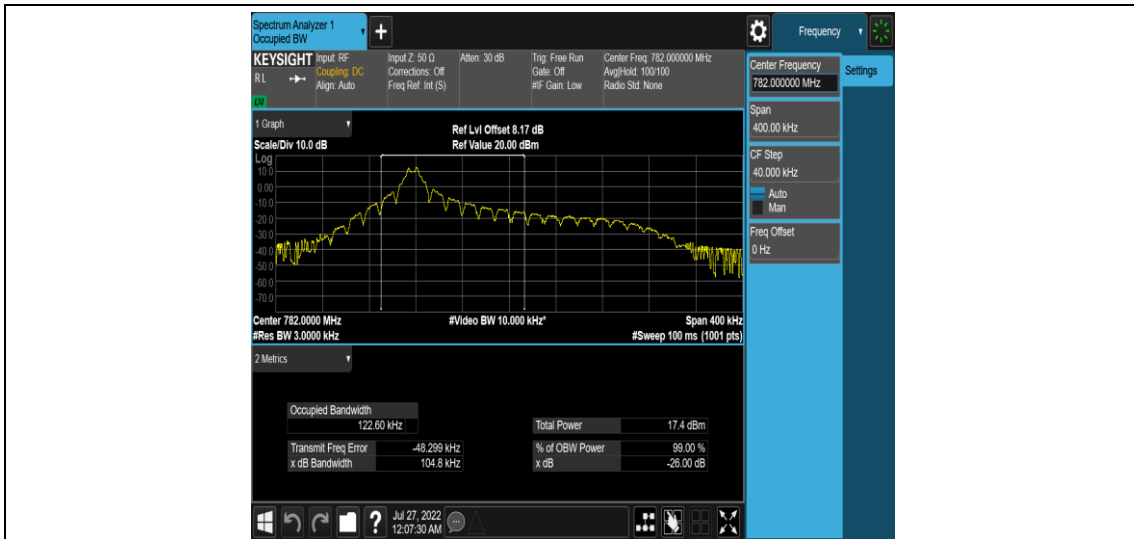 Spectrum Analyzer 1
Occupied BW
+
Frequency
KEYSIGHT
RL
LM
Input: RF
Coupling: DC
Align: Auto
Input Z: 50 Ω
Corrections: Off
Freq Ref: Int (S)
Atten: 30 dB
Trig: Free Run
Gate: Off
#IF Gain: Low
Center Freq: 782.000000 MHz
Avg|Hold: 100/100
Radio Std: None
Center Frequency
782.000000 MHz
Settings
Span
400.00 kHz
CF Step
40.000 kHz
Auto
Man
Freq Offset
0 Hz
1 Graph
Scale/Div 10.0 dB
Ref Lvl Offset 8.17 dB
Ref Value 20.00 dBm
Log
10.0
0.00
-10.0
-20.0
-30.0
-40.0
-50.0
-60.0
-70.0
Center 782.0000 MHz
#Res BW 3.0000 kHz
#Video BW 10.000 kHz*
Span 400 kHz
#Sweep 100 ms (1001 pts)
2 Metrics
Occupied Bandwidth
122.60 kHz
Total Power 17.4 dBm
Transmit Freq Error -48.299 kHz
% of OBW Power 99.00 %
x dB Bandwidth 104.8 kHz
x dB -26.00 dB
?
Jul 27, 2022
12:07:30 AM